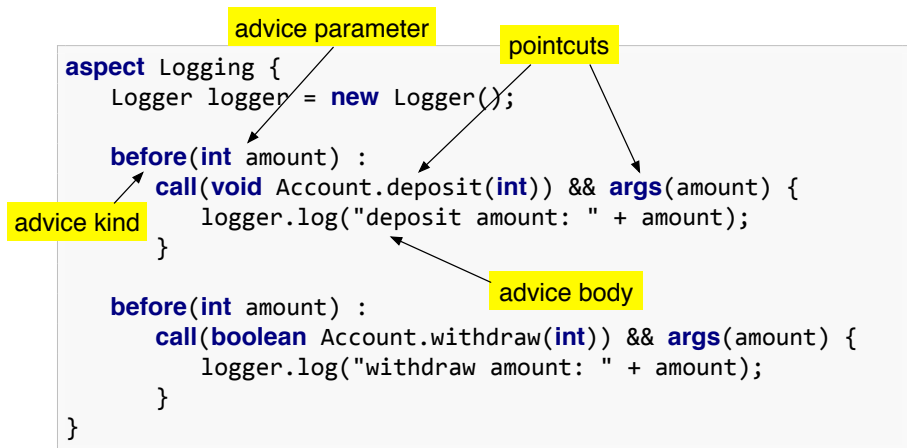 advice parameter
pointcuts
aspect Logging {
Logger logger = new Logger();
before(int amount) :
call(void Account.deposit(int)) && args(amount) {
advice kind
logger.log("deposit amount: " + amount);
}
advice body
before(int amount) :
call(boolean Account.withdraw(int)) && args(amount) {
logger.log("withdraw amount: " + amount);
}
}